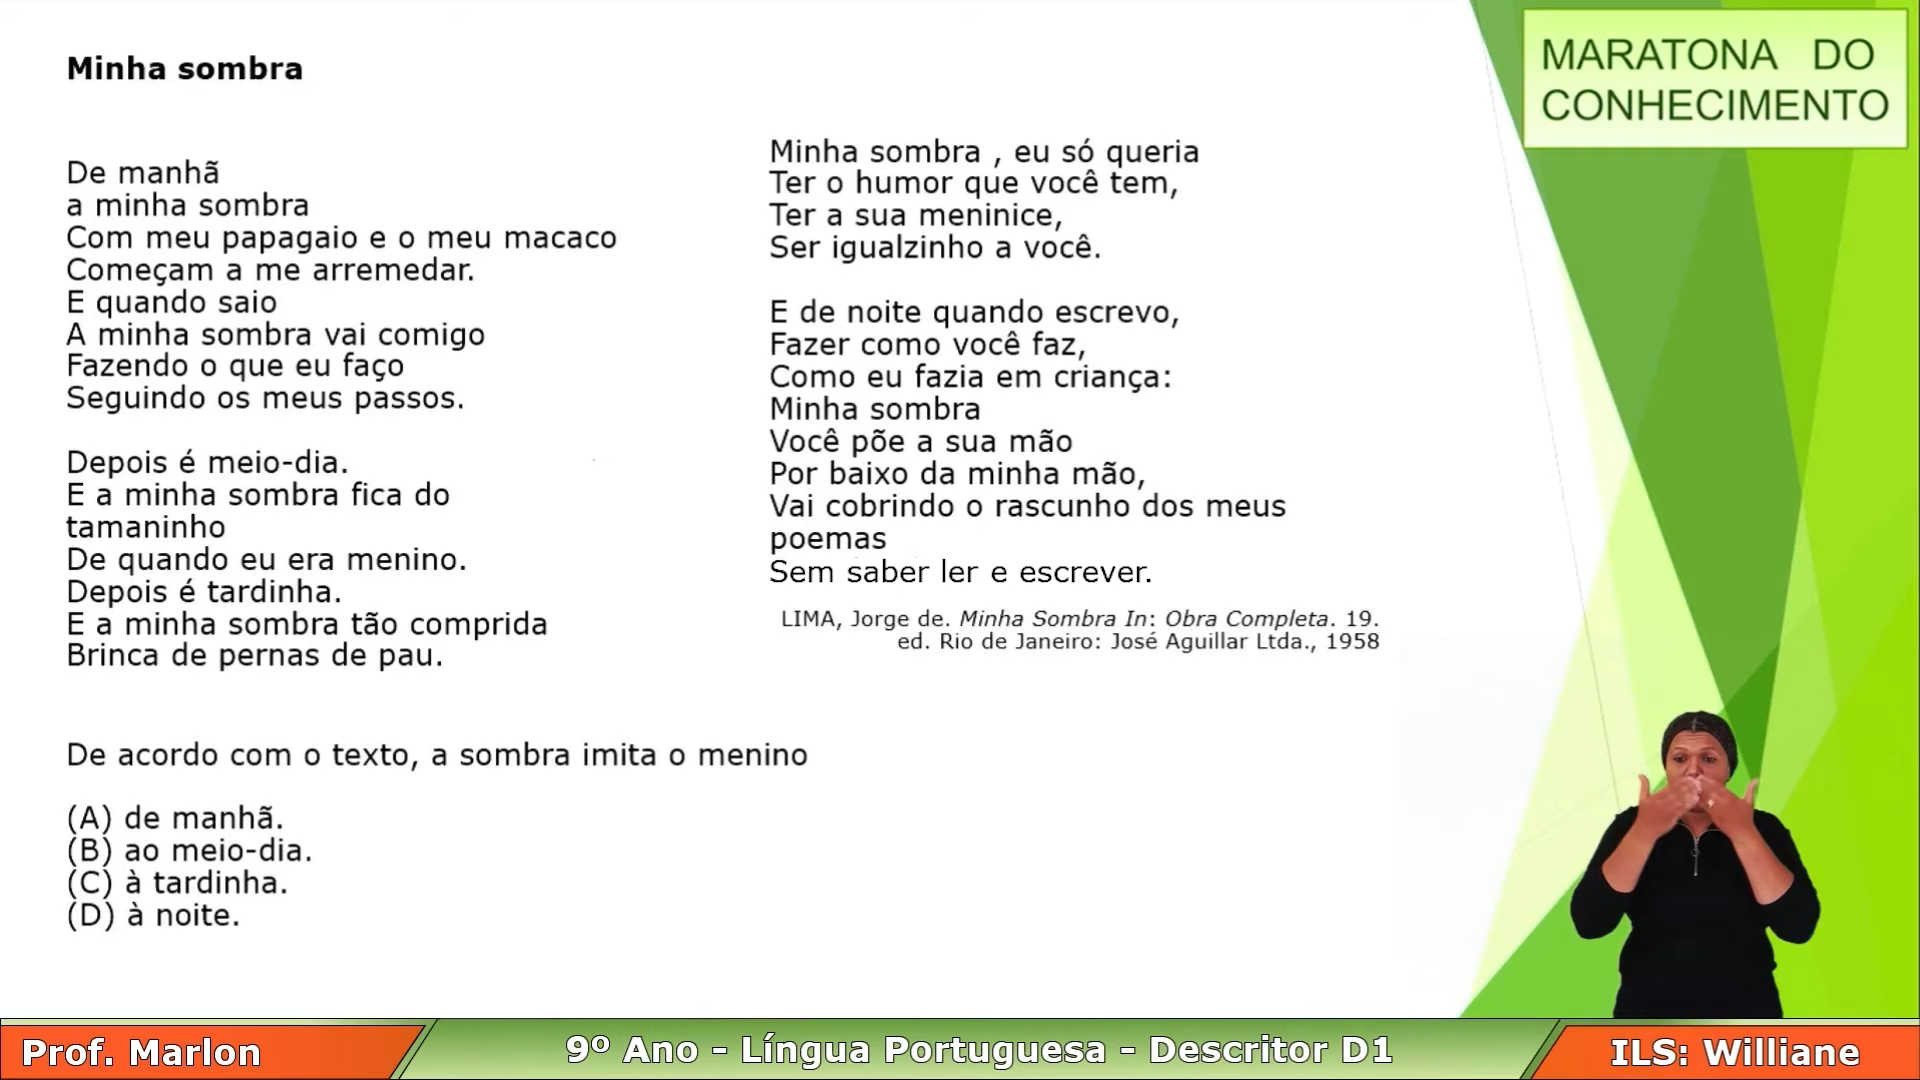 Minha sombra
De manhã
a minha sombra
Com meu papagaio e o meu macaco
Começam a me arremedar.
E quando saio
A minha sombra vai comigo
Fazendo o que eu faço
Seguindo os meus passos.
Depois é meio-dia.
E a minha sombra fica do
tamaninho
De quando eu era menino.
Depois é tardinha.
E a minha sombra tão comprida
Brinca de pernas de pau.
Minha sombra , eu só queria
Ter o humor que você tem,
Ter a sua meninice,
Ser igualzinho a você.
E de noite quando escrevo,
Fazer como você faz,
Como eu fazia em criança:
Minha sombra
Você põe a sua mão
Por baixo da minha mão,
Vai cobrindo o rascunho dos meus
poemas
Sem saber ler e escrever.
LIMA, Jorge de. Minha Sombra In: Obra Completa. 19.
ed. Rio de Janeiro: José Aguillar Ltda., 1958
De acordo com o texto, a sombra imita o menino
(A) de manhã.
(B) ao meio-dia.
(C) à tardinha.
(D) à noite.
MARATONA DO
CONHECIMENTO
Prof. Marlon
9º Ano - Língua Portuguesa - Descritor D1
ILS: Williane